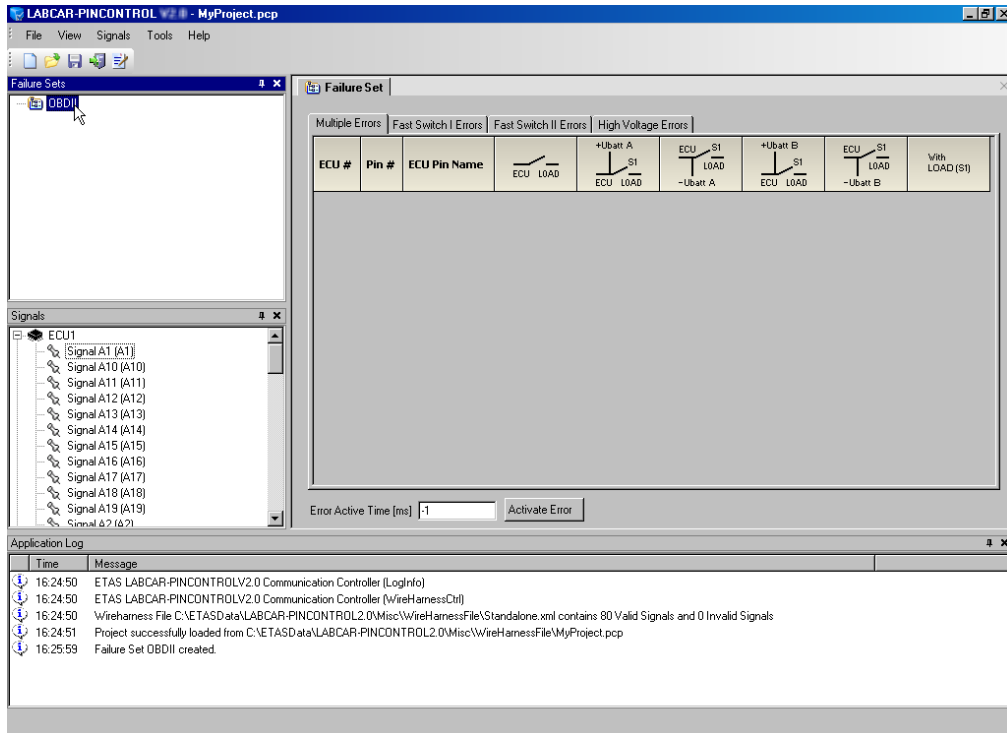 LABCAR-PINCONTROL - MyProject.pcp
File View Signals Tools Help
Failure Sets
OBDII
Signals
ECU1
Signal A1 (A1)
Signal A10 (A10)
Signal A11 (A11)
Signal A12 (A12)
Signal A13 (A13)
Signal A14 (A14)
Signal A15 (A15)
Signal A16 (A16)
Signal A17 (A17)
Signal A18 (A18)
Signal A19 (A19)
Signal A2 (A2)
Failure Set
Multiple Errors Fast Switch I Errors Fast Switch II Errors High Voltage Errors
ECU # Pin # ECU Pin Name
ECU LOAD
+Ubatt A
S1
ECU LOAD
ECU S1
LOAD
-Ubatt A
+Ubatt B
S1
ECU LOAD
ECU S1
LOAD
-Ubatt B
With
LOAD (S1)
Error Active Time [ms] -1 Activate Error
Application Log
Time Message
16:24:50 ETAS LABCAR-PINCONTROLV2.0 Communication Controller (LogInfo)
16:24:50 ETAS LABCAR-PINCONTROLV2.0 Communication Controller (WireHarnessCtrl)
16:24:50 Wireharness File C:\ETASData\LABCAR-PINCONTROL2.0\Misc\WireHarnessFile\Standalone.xml contains 80 Valid Signals and 0 Invalid Signals
16:24:51 Project successfully loaded from C:\ETASData\LABCAR-PINCONTROL2.0\Misc\WireHarnessFile\MyProject.pcp
16:25:59 Failure Set OBDII created.